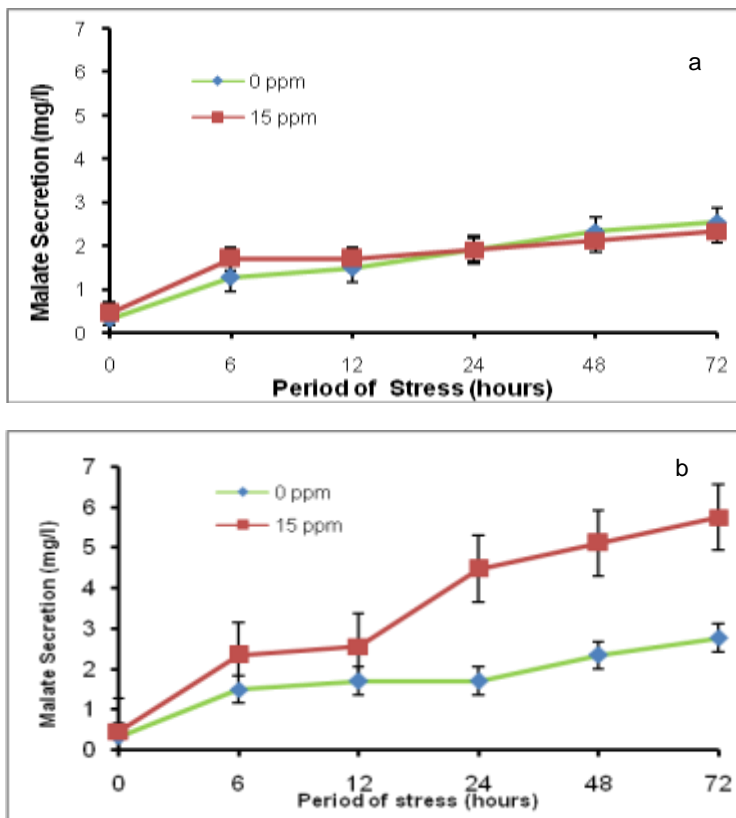 a
7
6
5
4
3
2
1
0
Malate Secretion (mg/l)
0 ppm
15 ppm
0 6 12 24 48 72
Period of Stress (hours)
b
7
6
5
4
3
2
1
0
Malate Secretion (mg/l)
0 ppm
15 ppm
0 6 12 24 48 72
Period of stress (hours)